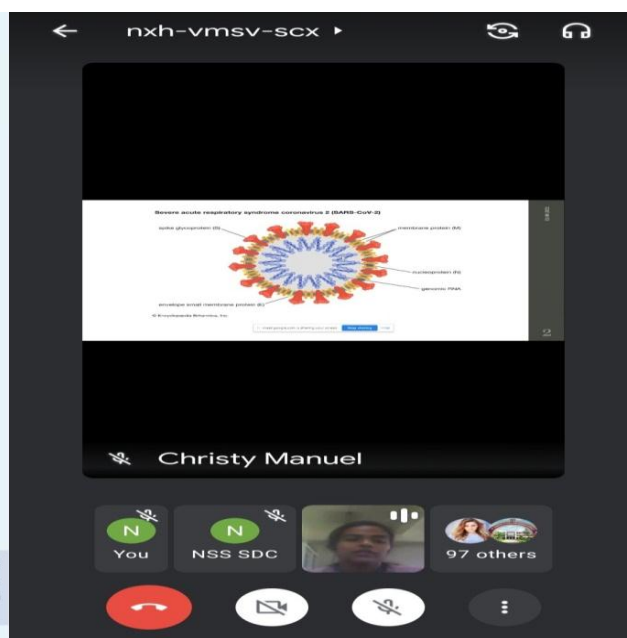 nxh-vmsv-scx
Severe acute respiratory syndrome coronavirus 2 (SARS-CoV-2)
spike glycoprotein (S)
membrane protein (M)
nucleoprotein (N)
genomic RNA
envelope small membrane protein (E)
© Encyclopædia Britannica, Inc.
Christy Manuel
N
N
You
NSS SDC
97 others